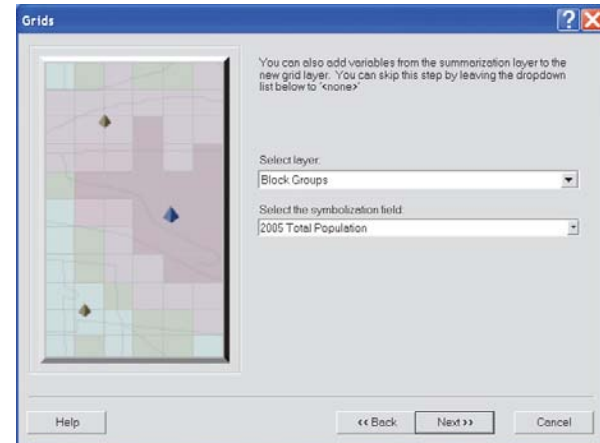 Grids
You can also add variables from the summarization layer to the
new grid layer. You can skip this step by leaving the dropdown
list below to '<none>'
Select layer:
Block Groups
Select the symbolization field:
2005 Total Population
Help
<< Back
Next >>
Cancel